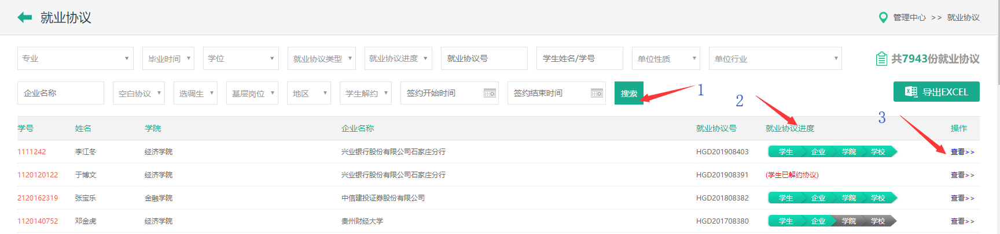 就业协议
管理中心 >> 就业协议
专业 毕业时间 学位 就业协议类型 就业协议进度 就业协议号 学生姓名/学号 单位性质 单位行业 共7943份就业协议
企业名称 空白协议 选调生 基层岗位 地区 学生解约 签约开始时间 签约结束时间 搜索 导出EXCEL
1
2
3
学号 姓名 学院 企业名称 就业协议号 就业协议进度 操作
1111242 李江冬 经济学院 兴业银行股份有限公司石家庄分行 HGD201908403 学生 企业 学院 学校 查看>>
1120120122 于博文 经济学院 兴业银行股份有限公司石家庄分行 HGD201908391 (学生已解约协议) 查看>>
2120162319 张宝乐 金融学院 中信建投证券股份有限公司 HGD201808382 学生 企业 学院 学校 查看>>
1120140752 邓金虎 经济学院 贵州财经大学 HGD201708380 学生 企业 学院 学校 查看>>